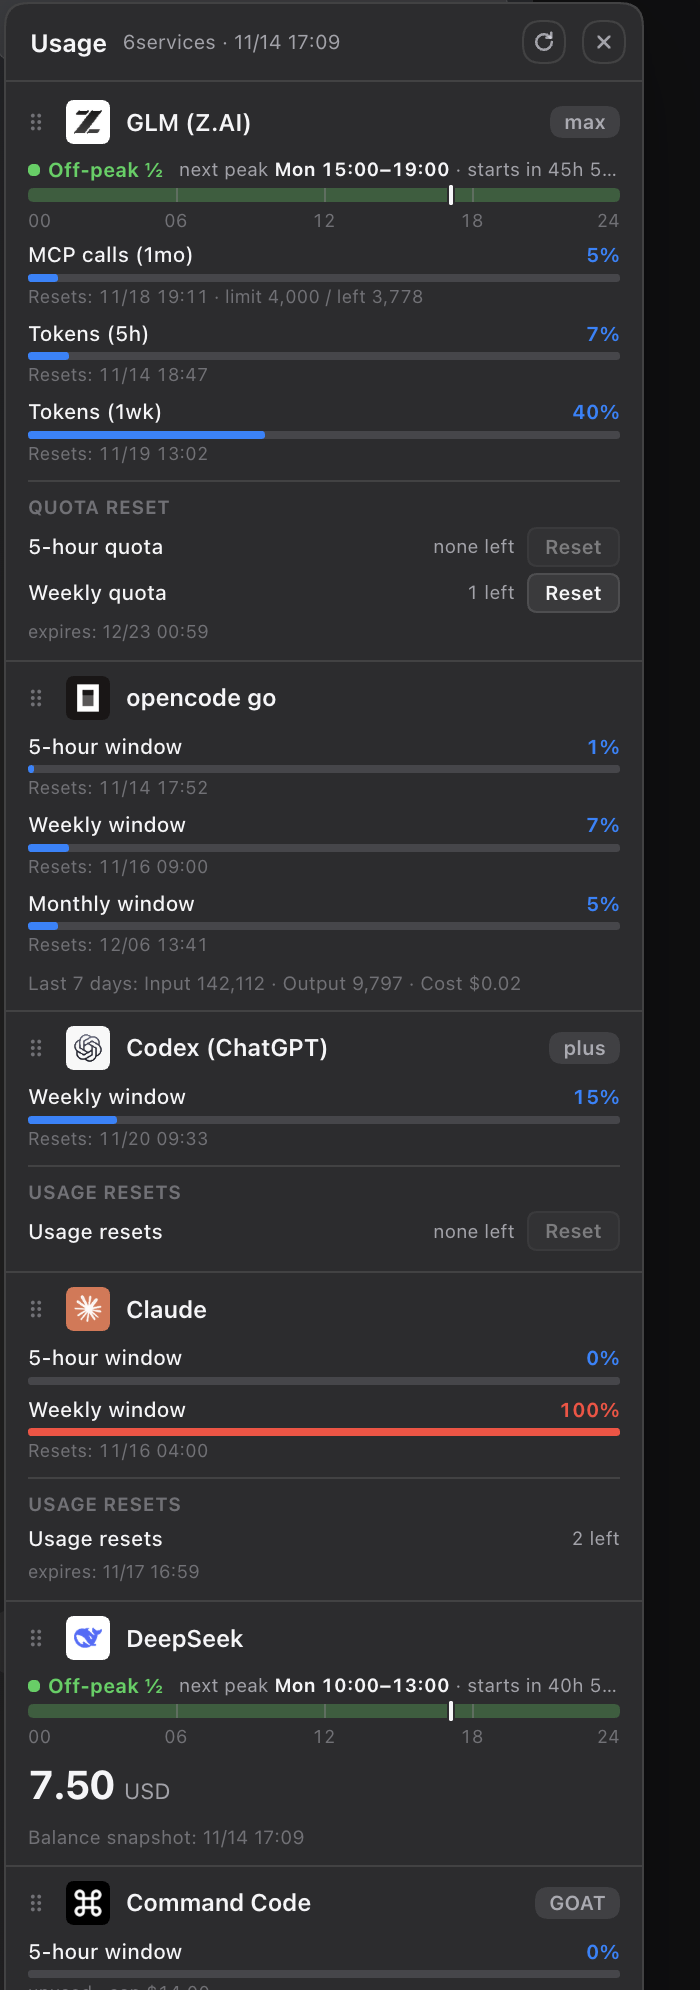 Usage 6services · 11/14 17:09
GLM (Z.AI) max
Off-peak ½ next peak Mon 15:00–19:00 · starts in 45h 5…
00 06 12 18 24
MCP calls (1mo) 5%
Resets: 11/18 19:11 · limit 4,000 / left 3,778
Tokens (5h) 7%
Resets: 11/14 18:47
Tokens (1wk) 40%
Resets: 11/19 13:02
QUOTA RESET
5-hour quota none left Reset
Weekly quota 1 left Reset
expires: 12/23 00:59
opencode go
5-hour window 1%
Resets: 11/14 17:52
Weekly window 7%
Resets: 11/16 09:00
Monthly window 5%
Resets: 12/06 13:41
Last 7 days: Input 142,112 · Output 9,797 · Cost $0.02
Codex (ChatGPT) plus
Weekly window 15%
Resets: 11/20 09:33
USAGE RESETS
Usage resets none left Reset
Claude
5-hour window 0%
Weekly window 100%
Resets: 11/16 04:00
USAGE RESETS
Usage resets 2 left
expires: 11/17 16:59
DeepSeek
Off-peak ½ next peak Mon 10:00–13:00 · starts in 40h 5…
00 06 12 18 24
7.50 USD
Balance snapshot: 11/14 17:09
Command Code GOAT
5-hour window 0%